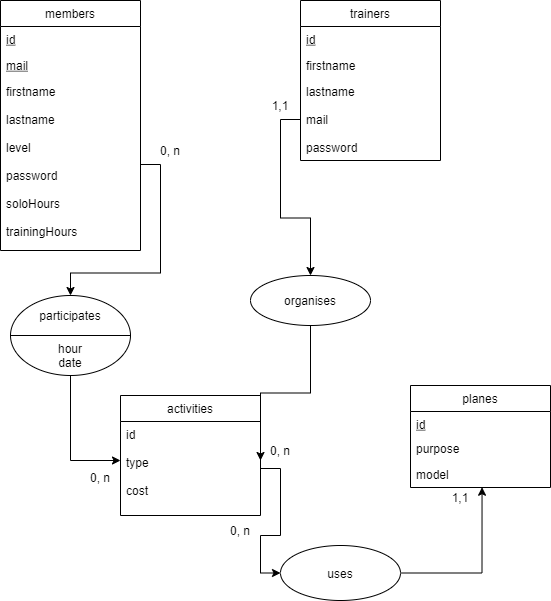 members
id
mail
firstname
lastname
level
password
soloHours
trainingHours
trainers
id
firstname
lastname
mail
password
1,1
0, n
participates
hour
date
organises
activities
id
type
cost
0, n
0, n
0, n
planes
id
purpose
model
1,1
uses